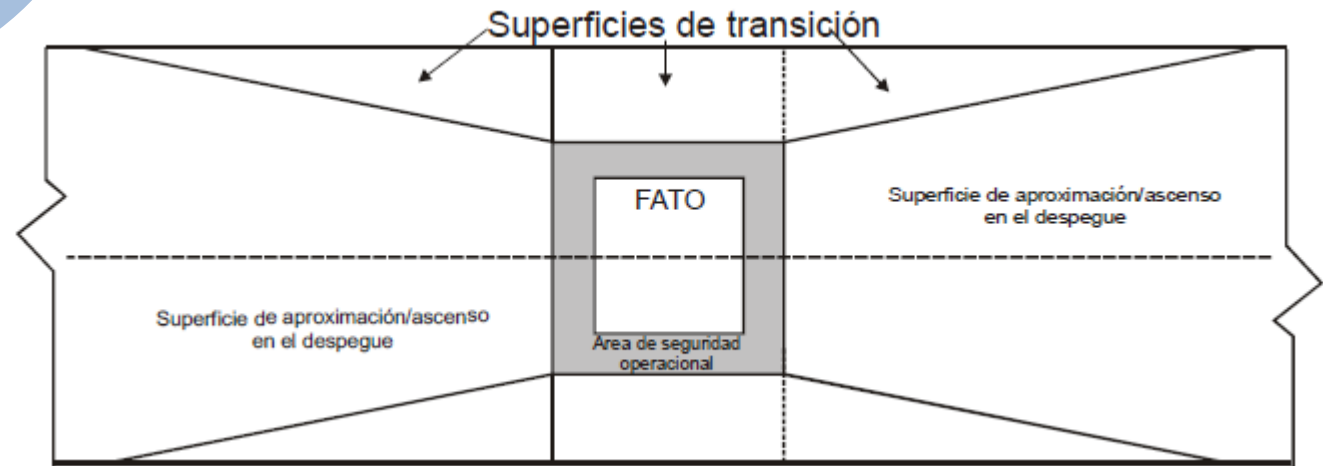 Superficies de transición
FATO
Superficie de aproximación/ascenso
en el despegue
Superficie de aproximación/ascenso
en el despegue
Área de seguridad
operacional